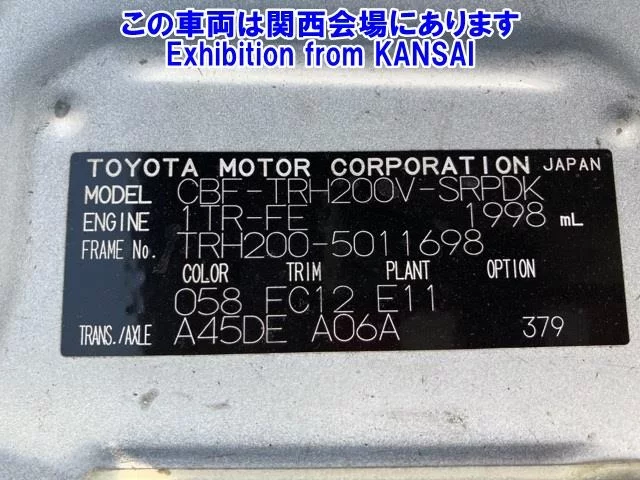 この車両は関西会場にあります
Exhibition from KANSAI
TOYOTA MOTOR CORPORATION JAPAN
MODEL CBF-TRH200V-SRPDK
ENGINE 1TR-FE 1998 mL
FRAME No. TRH200-5011698
COLOR TRIM PLANT OPTION
058 FC12 E11
TRANS./AXLE A45DE A06A 379